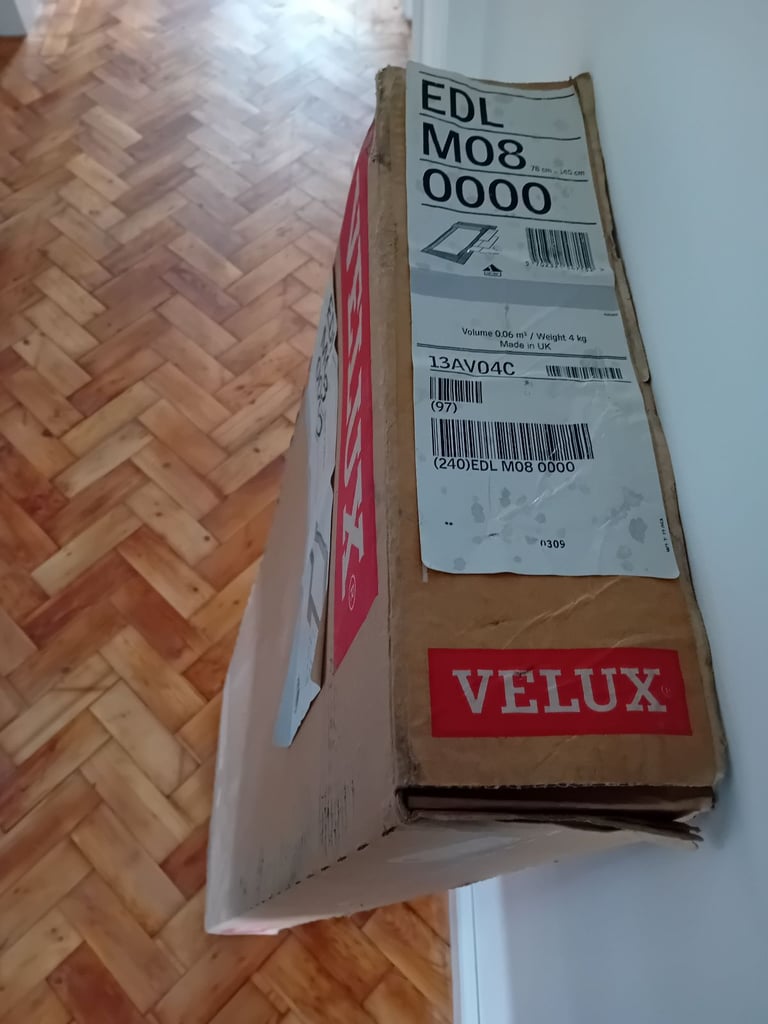 EDL
M08
0000
Volume 0.06 m³ / Weight 4 kg
Made in UK
13AV04C
(97)
(240)EDL M08 0000
0309
VELUX®
VELUX®